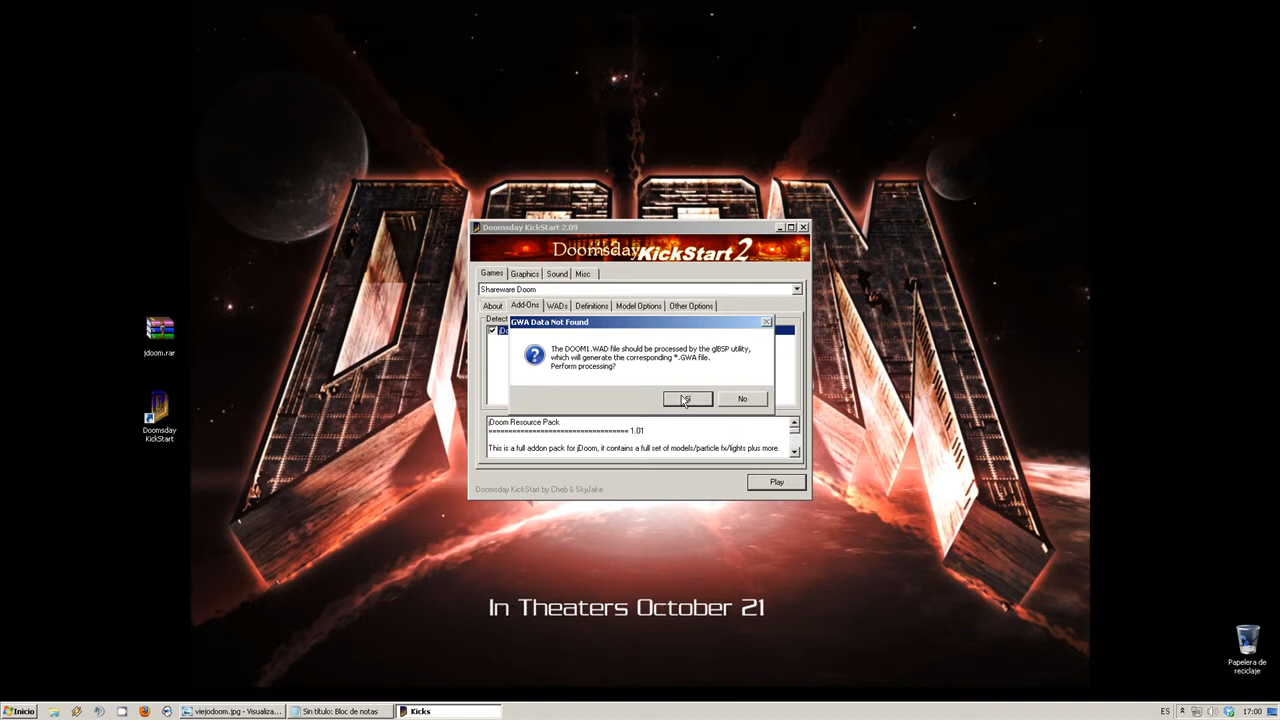 DOOM
Doomsday KickStart 2.09
Doomsday KickStart 2
Games
Graphics
Sound
Misc
Shareware Doom
About
Add-Ons
WADs
Definitions
Model Options
Other Options
GWA Data Not Found
The DOOM1.WAD file should be processed by the glBSP utility,
which will generate the corresponding *.GWA file.
Perform processing?
No
jDoom Resource Pack
================================== 1.01
This is a full addon pack for jDoom, it contains a full set of models/particle fx/lights plus more.
Play
Doomsday KickStart by Cheb & SkyJake
jdoom.rar
Doomsday
KickStart
In Theaters October 21
Papelera de
reciclaje
Inicio
viejodoom.jpg - Visualiza...
Sin título: Bloc de notas
Kicks
ES
17:00